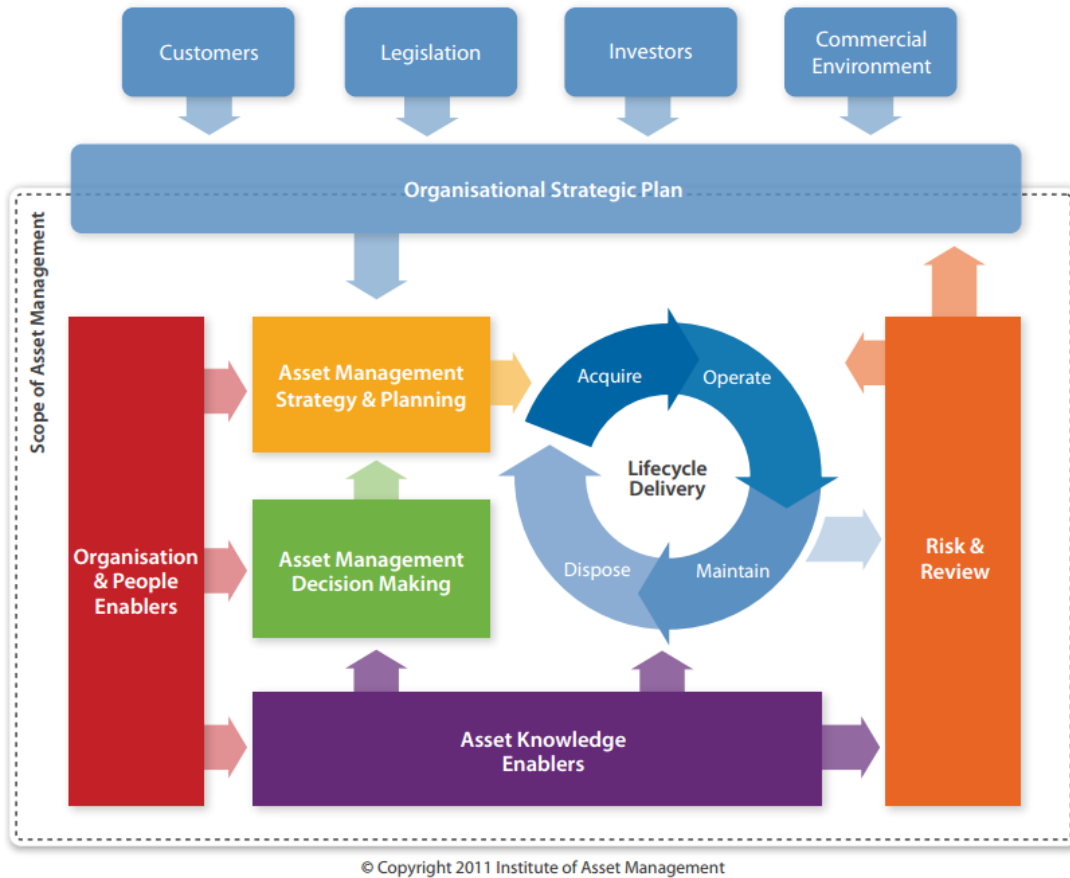 Customers
Legislation
Investors
Commercial
Environment
Organisational Strategic Plan
Scope of Asset Management
Asset Management
Strategy & Planning
Acquire
Operate
Lifecycle
Delivery
Organisation
& People
Enablers
Asset Management
Decision Making
Dispose
Maintain
Risk &
Review
Asset Knowledge
Enablers
© Copyright 2011 Institute of Asset Management